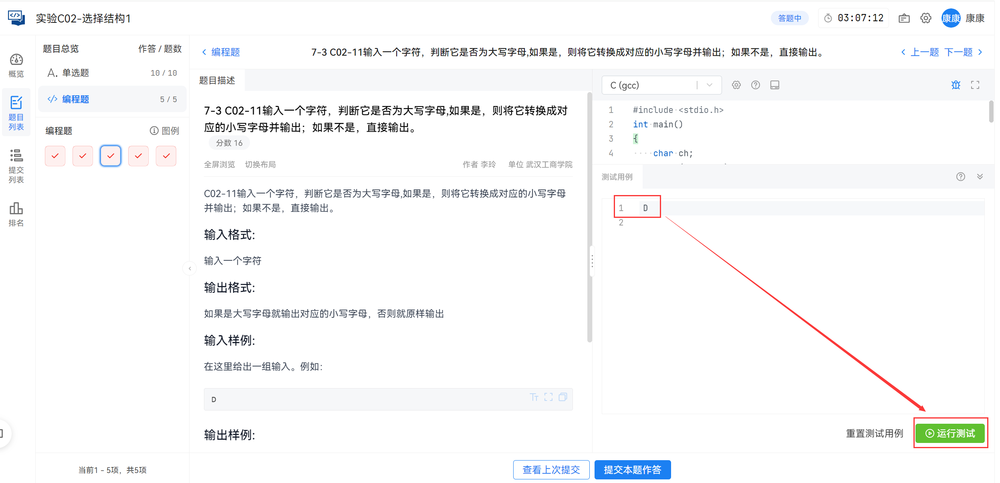 实验C02-选择结构1
答题中
03:07:12
康康
康康
概览
题目
列表
提交
列表
排名
题目总览
作答 / 题数
A. 单选题
10 / 10
</> 编程题
5 / 5
编程题
图例
当前1 - 5项，共5项
编程题
7-3 C02-11输入一个字符，判断它是否为大写字母,如果是，则将它转换成对应的小写字母并输出；如果不是，直接输出。
上一题
下一题
题目描述
7-3 C02-11输入一个字符，判断它是否为大写字母,如果是，则将它转换成对
应的小写字母并输出；如果不是，直接输出。
分数 16
全屏浏览
切换布局
作者 李玲
单位 武汉工商学院
C02-11输入一个字符，判断它是否为大写字母,如果是，则将它转换成对应的小写字母
并输出；如果不是，直接输出。
输入格式:
输入一个字符
输出格式:
如果是大写字母就输出对应的小写字母，否则就原样输出
输入样例:
在这里给出一组输入。例如：
D
输出样例:
C (gcc)
1 #include <stdio.h>
2 int main()
3 {
4 char ch;
测试用例
1 D
2
重置测试用例
运行测试
查看上次提交
提交本题作答